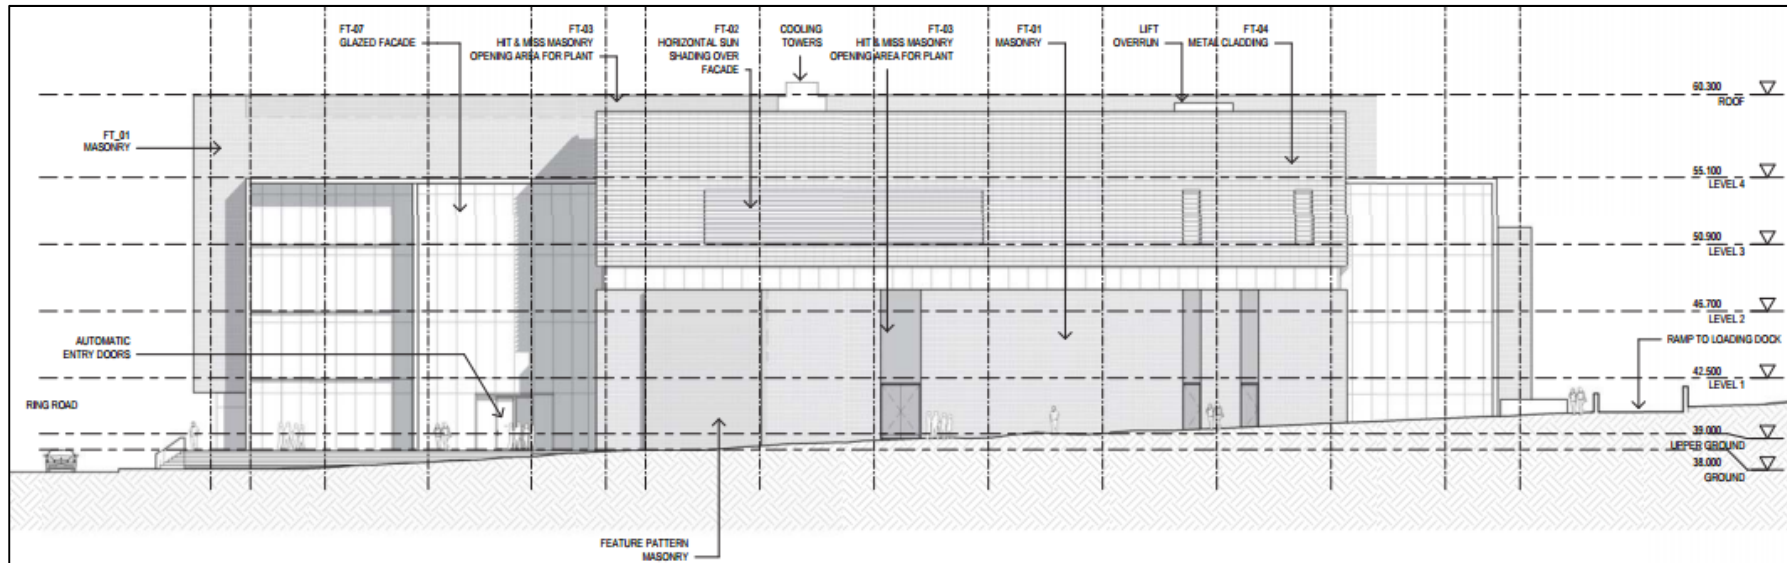 FT-07
GLAZED FACADE
FT-03
HIT & MISS MASONRY
OPENING AREA FOR PLANT
FT-02
HORIZONTAL SUN
SHADING OVER
FACADE
COOLING
TOWERS
FT-03
HIT & MISS MASONRY
OPENING AREA FOR PLANT
FT-01
MASONRY
LIFT
OVERRUN
FT-04
METAL CLADDING
60.300
ROOF
FT_01
MASONRY
55.100
LEVEL 4
50.900
LEVEL 3
46.700
LEVEL 2
AUTOMATIC
ENTRY DOORS
RAMP TO LOADING DOCK
42.500
LEVEL 1
RING ROAD
39.000
UPPER GROUND
38.000
GROUND
FEATURE PATTERN
MASONRY